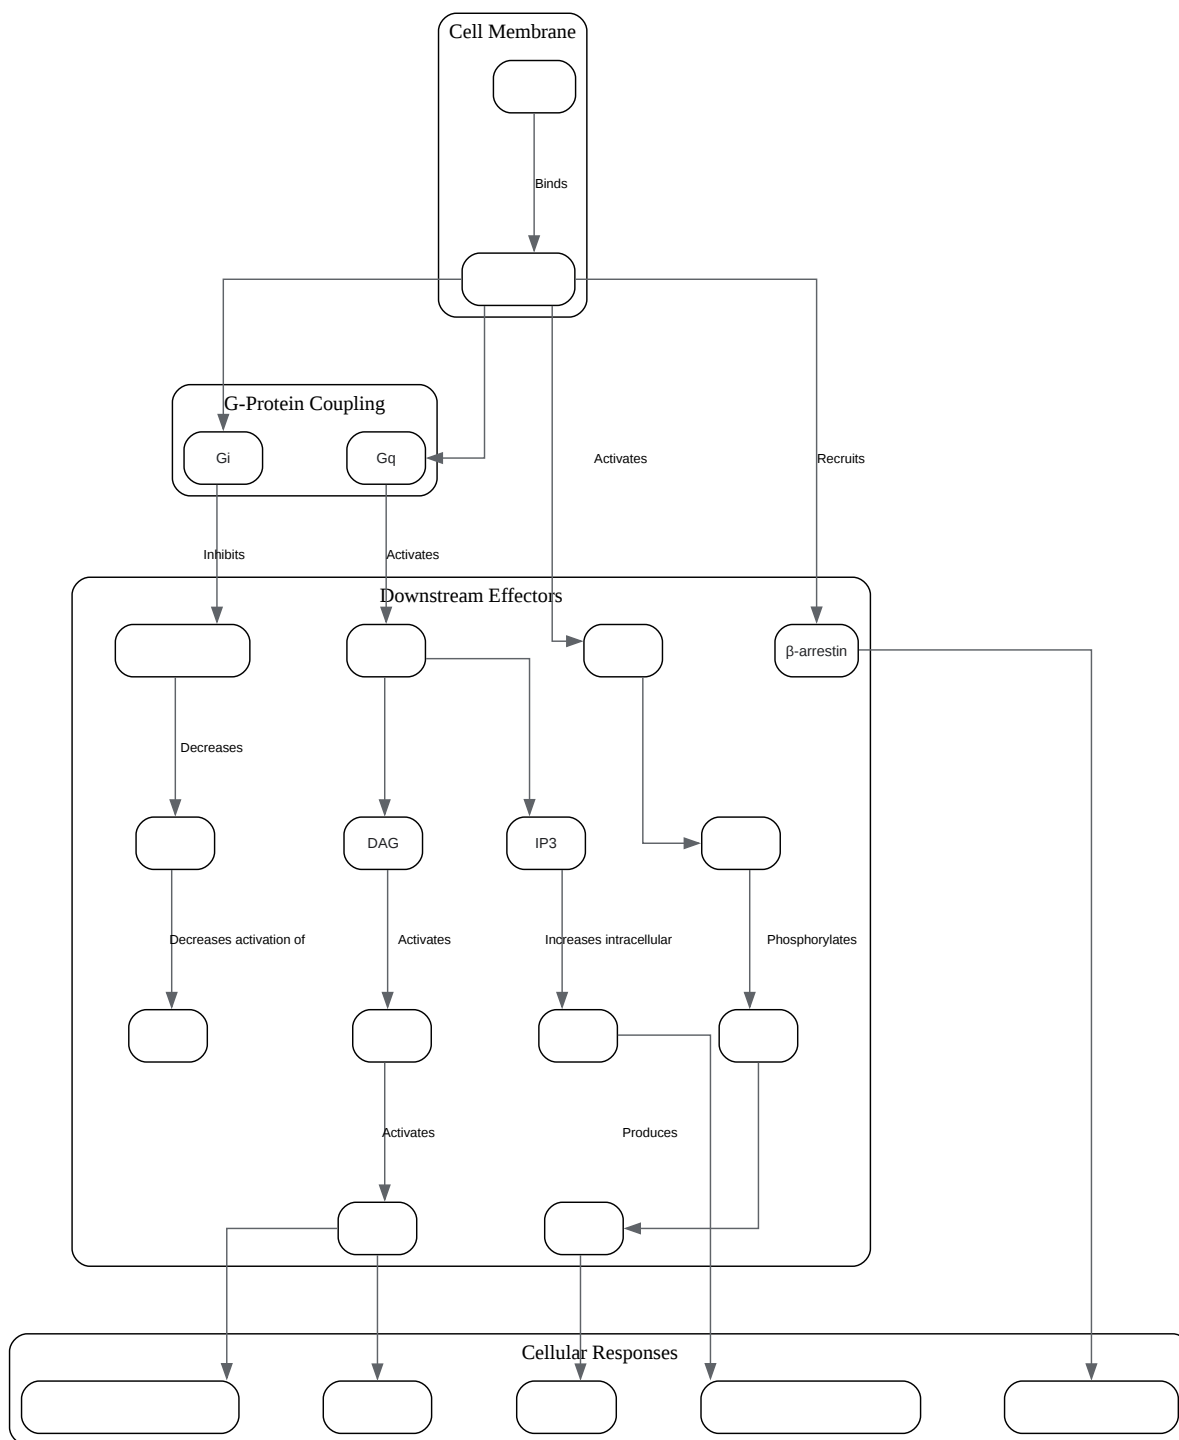 Cell Membrane
Binds
G-Protein Coupling
Gi
Gq
Activates
Recruits
Inhibits
Activates
Downstream Effectors
β-arrestin
Decreases
DAG
IP3
Decreases activation of
Activates
Increases intracellular
Phosphorylates
Activates
Produces
Cellular Responses